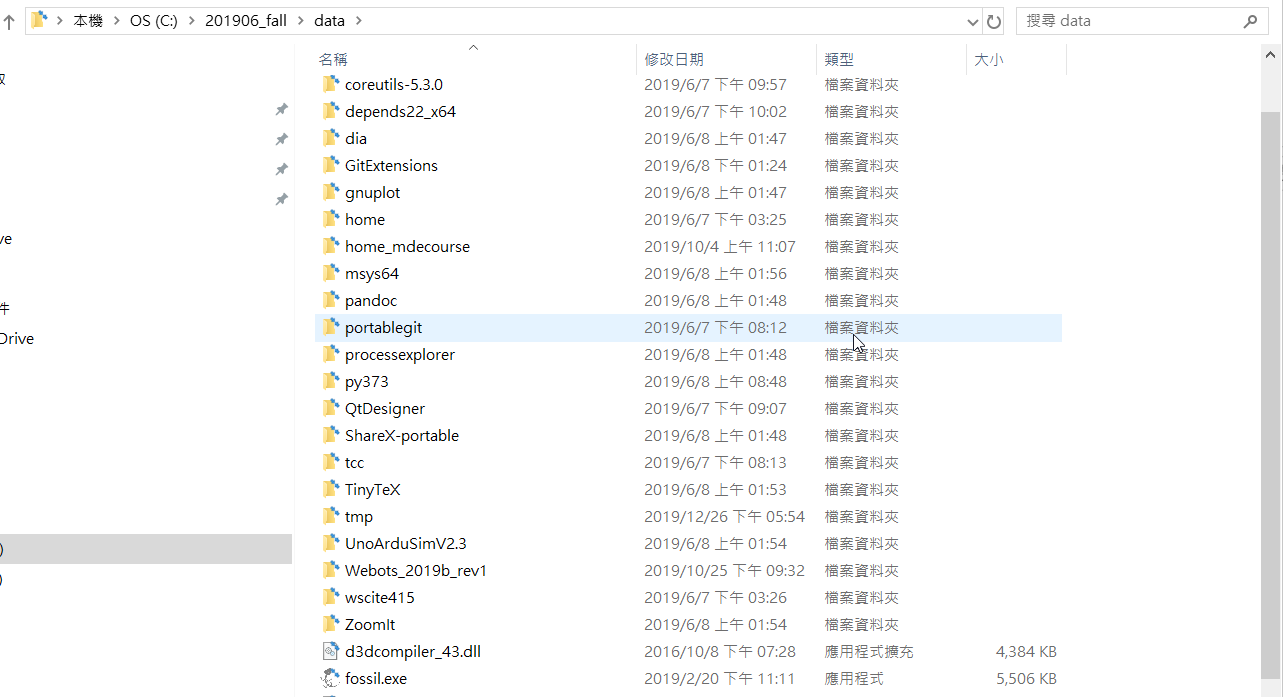 本機 > OS (C:) > 201906_fall > data >
搜尋 data
名稱 修改日期 類型 大小
coreutils-5.3.0 2019/6/7 下午 09:57 檔案資料夾
depends22_x64 2019/6/7 下午 10:02 檔案資料夾
dia 2019/6/8 上午 01:47 檔案資料夾
GitExtensions 2019/6/8 上午 01:24 檔案資料夾
gnuplot 2019/6/8 上午 01:47 檔案資料夾
home 2019/6/7 下午 03:25 檔案資料夾
ve
home_mdecourse 2019/10/4 上午 11:07 檔案資料夾
msys64 2019/6/8 上午 01:56 檔案資料夾
件
pandoc 2019/6/8 上午 01:48 檔案資料夾
portablegit 2019/6/7 下午 08:12 檔案資料夾
Drive
processexplorer 2019/6/8 上午 01:48 檔案資料夾
py373 2019/6/8 上午 08:48 檔案資料夾
QtDesigner 2019/6/7 下午 09:07 檔案資料夾
ShareX-portable 2019/6/8 上午 01:48 檔案資料夾
tcc 2019/6/7 下午 08:13 檔案資料夾
TinyTeX 2019/6/8 上午 01:53 檔案資料夾
tmp 2019/12/26 下午 05:54 檔案資料夾
UnoArduSimV2.3 2019/6/8 上午 01:54 檔案資料夾
)
Webots_2019b_rev1 2019/10/25 下午 09:32 檔案資料夾
)
wscite415 2019/6/7 下午 03:26 檔案資料夾
ZoomIt 2019/6/8 上午 01:54 檔案資料夾
d3dcompiler_43.dll 2016/10/8 下午 07:28 應用程式擴充 4,384 KB
fossil.exe 2019/2/20 下午 11:11 應用程式 5,506 KB